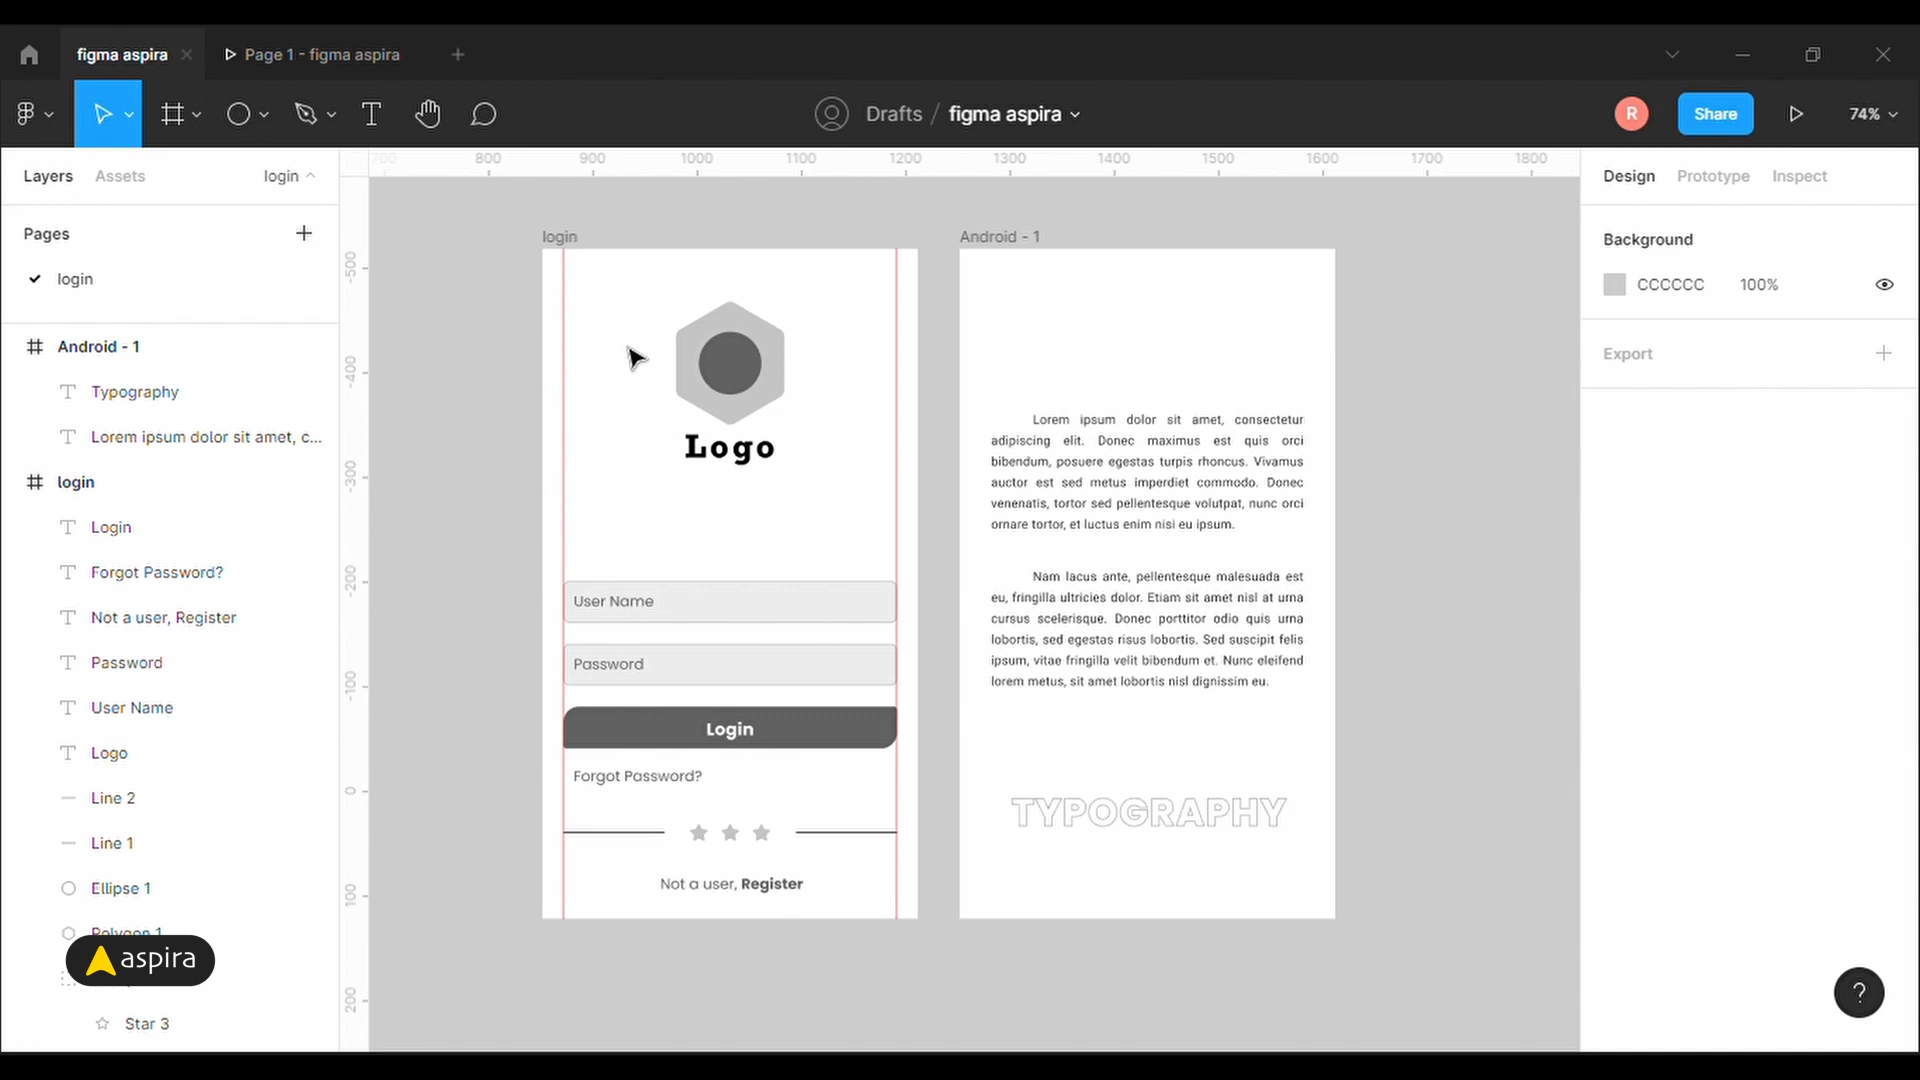 figma aspira
Page 1 - figma aspira
Drafts / figma aspira
R
Share
74%
Layers
Assets
login
700 800 900 1000 1100 1200 1300 1400 1500 1600 1700 1800
Design
Prototype
Inspect
Pages
login
Background
CCCCCC 100%
Export
Android - 1
Typography
Lorem ipsum dolor sit amet, c...
login
Login
Forgot Password?
Not a user, Register
Password
User Name
Logo
Line 2
Line 1
Ellipse 1
Polygon 1
aspira
Star 3
-500
-400
-300
-200
-100
0
100
200
login
Logo
User Name
Password
Login
Forgot Password?
Not a user, Register
Android - 1
Lorem ipsum dolor sit amet, consectetur
adipiscing elit. Donec maximus est quis orci
bibendum, posuere egestas turpis rhoncus. Vivamus
auctor est sed metus imperdiet commodo. Donec
venenatis, tortor sed pellentesque volutpat, nunc orci
ornare tortor, et luctus enim nisi eu ipsum.
Nam lacus ante, pellentesque malesuada est
eu, fringilla ultricies dolor. Etiam sit amet nisl at urna
cursus scelerisque. Donec porttitor odio quis urna
lobortis, sed egestas risus lobortis. Sed suscipit felis
ipsum, vitae fringilla velit bibendum et. Nunc eleifend
lorem metus, sit amet lobortis nisl dignissim eu.
TYPOGRAPHY
?